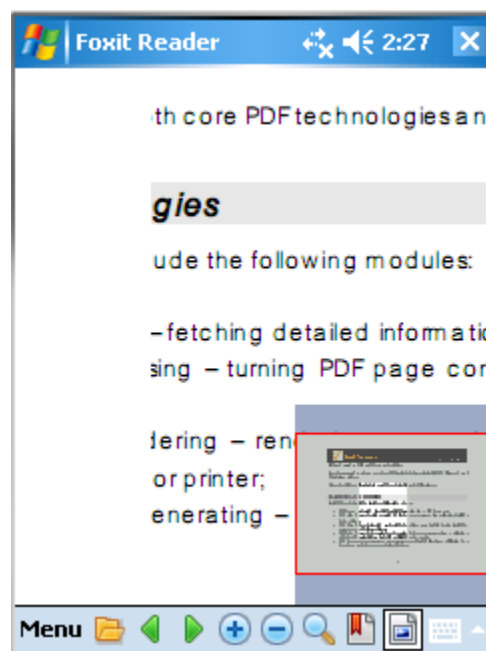 Foxit Reader 2:27
th core PDF technologies an
gies
ude the following modules:
– fetching detailed informatio
sing – turning PDF page con
dering – ren
or printer;
enerating –
Menu